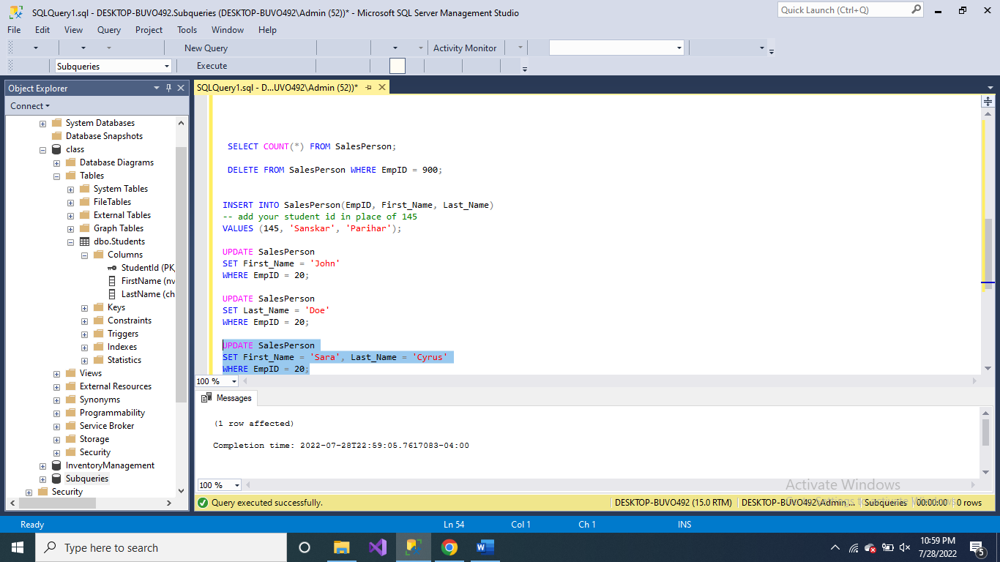 SQLQuery1.sql - DESKTOP-BUVO492.Subqueries (DESKTOP-BUVO492\Admin (52))* - Microsoft SQL Server Management Studio
Quick Launch (Ctrl+Q)
File Edit View Query Project Tools Window Help
New Query Activity Monitor
Subqueries Execute
Object Explorer
Connect
System Databases
Database Snapshots
class
Database Diagrams
Tables
System Tables
FileTables
External Tables
Graph Tables
dbo.Students
Columns
StudentId (PK,
FirstName (nv
LastName (ch
Keys
Constraints
Triggers
Indexes
Statistics
Views
External Resources
Synonyms
Programmability
Service Broker
Storage
Security
InventoryManagement
Subqueries
Security
SQLQuery1.sql - D...UVO492\Admin (52))*
SELECT COUNT(*) FROM SalesPerson;
DELETE FROM SalesPerson WHERE EmpID = 900;
INSERT INTO SalesPerson(EmpID, First_Name, Last_Name)
-- add your student id in place of 145
VALUES (145, 'Sanskar', 'Parihar');
UPDATE SalesPerson
SET First_Name = 'John'
WHERE EmpID = 20;
UPDATE SalesPerson
SET Last_Name = 'Doe'
WHERE EmpID = 20;
UPDATE SalesPerson
SET First_Name = 'Sara', Last_Name = 'Cyrus'
WHERE EmpID = 20;
100 %
Messages
(1 row affected)
Completion time: 2022-07-28T22:59:05.7617083-04:00
100 %
Activate Windows
Go to Settings to activate Windows.
Query executed successfully. DESKTOP-BUVO492 (15.0 RTM) DESKTOP-BUVO492\Admin ... Subqueries 00:00:00 0 rows
Ready Ln 54 Col 1 Ch 1 INS
Type here to search
10:59 PM
7/28/2022
5